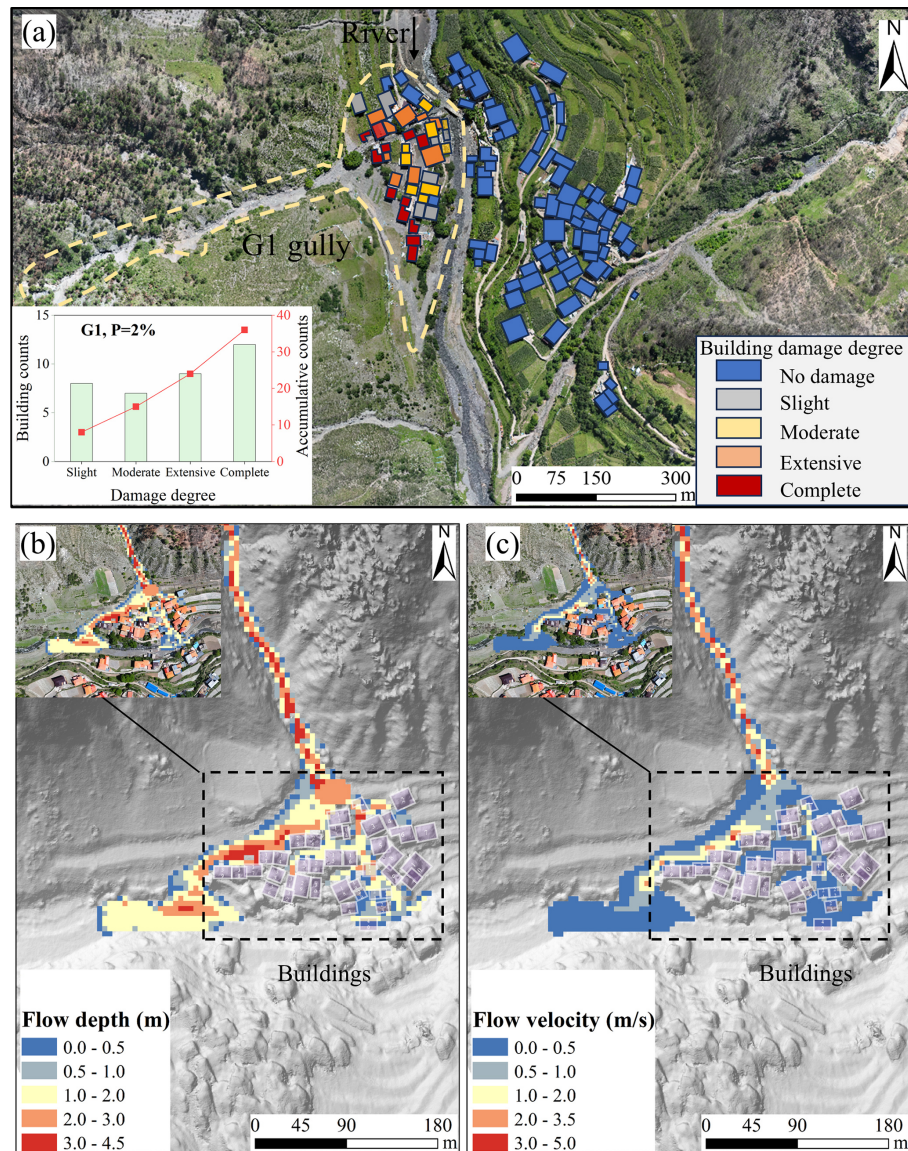 (a)
River
N
G1 gully
G1, P=2%
Building counts
15
10
5
0
Accumulative counts
40
30
20
10
0
Slight Moderate Extensive Complete
Damage degree
Building damage degree
No damage
Slight
Moderate
Extensive
Complete
0 75 150 300
m
(b)
N
Buildings
Flow depth (m)
0.0 - 0.5
0.5 - 1.0
1.0 - 2.0
2.0 - 3.0
3.0 - 4.5
0 45 90 180
m
(c)
N
Buildings
Flow velocity (m/s)
0.0 - 0.5
0.5 - 1.0
1.0 - 2.0
2.0 - 3.5
3.0 - 5.0
0 45 90 180
m